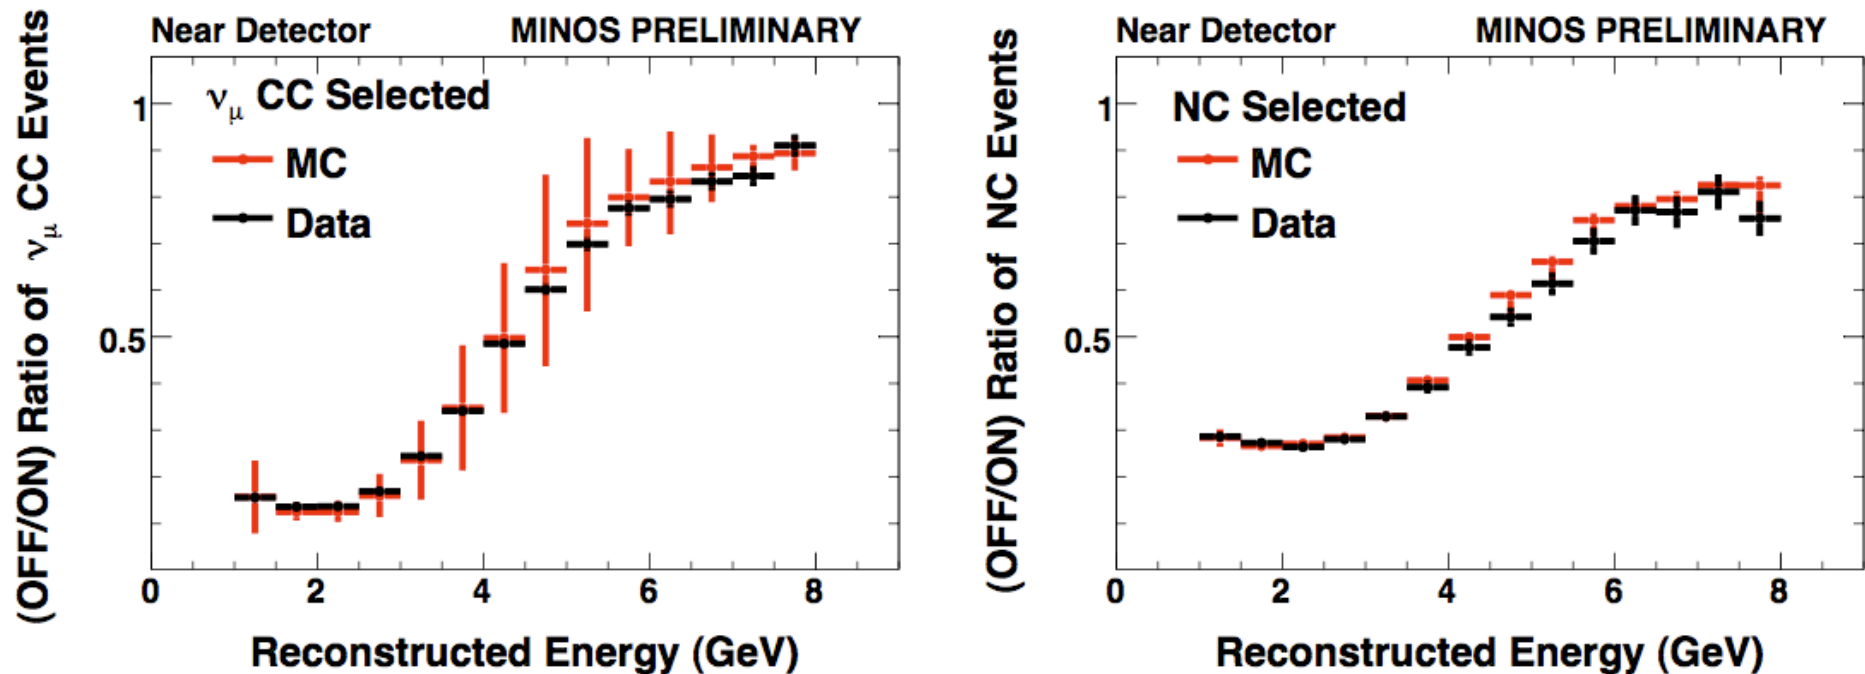 Near Detector MINOS PRELIMINARY
(OFF/ON) Ratio of νμ CC Events
νμ CC Selected
MC
Data
1
0.5
0 2 4 6 8
Reconstructed Energy (GeV)
Near Detector MINOS PRELIMINARY
(OFF/ON) Ratio of NC Events
NC Selected
MC
Data
1
0.5
0 2 4 6 8
Reconstructed Energy (GeV)